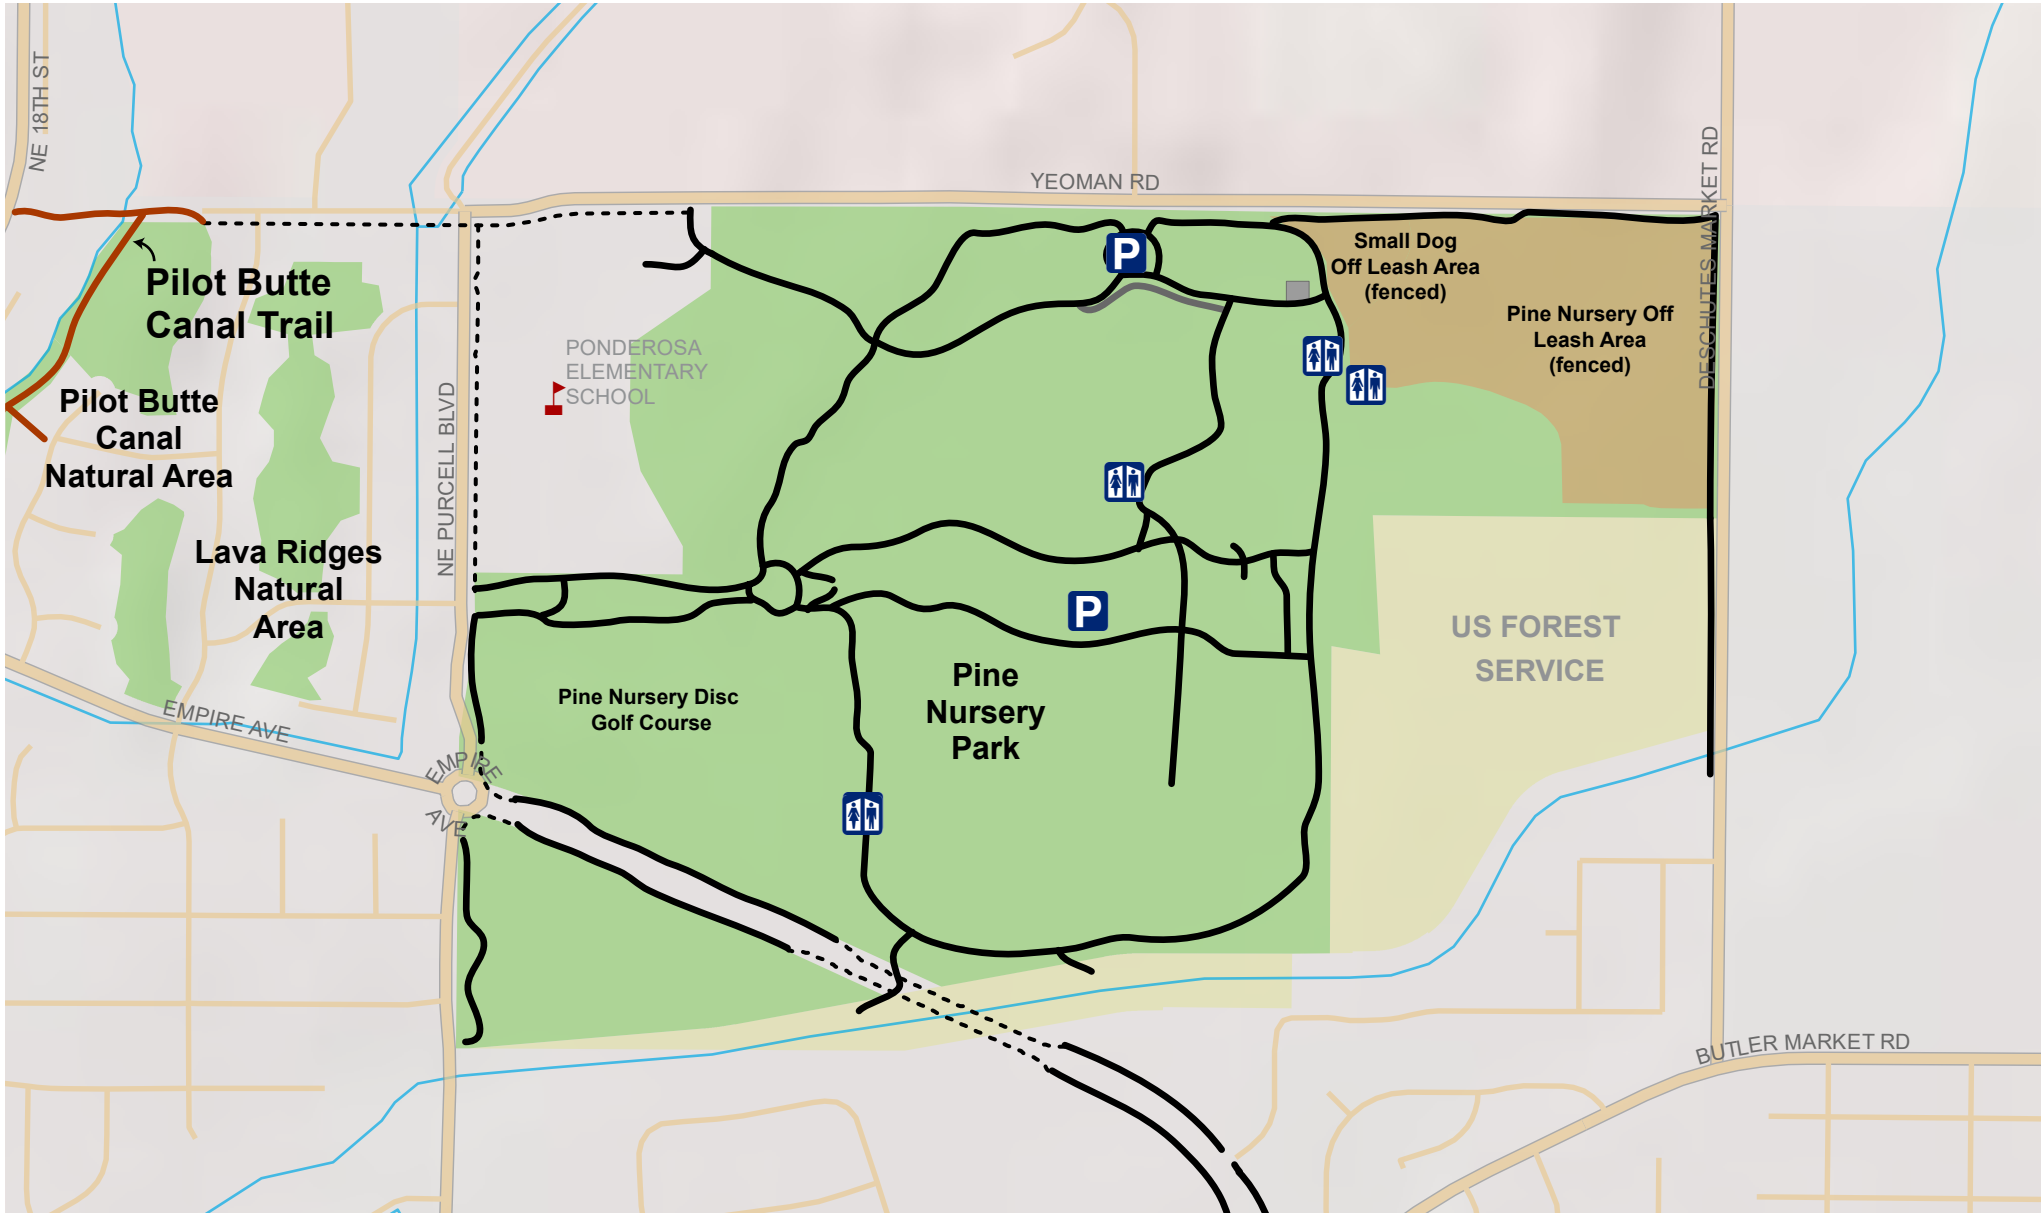 NE 18TH ST
YEOMAN RD
DESCHUTES MARKET RD
P
Small Dog
Off Leash Area
(fenced)
Pilot Butte
Canal Trail
Pine Nursery Off
Leash Area
(fenced)
PONDEROSA
ELEMENTARY
SCHOOL
Pilot Butte
Canal
Natural Area
NE PURCELL BLVD
Lava Ridges
Natural
Area
P
US FOREST
SERVICE
Pine Nursery Disc
Golf Course
Pine
Nursery
Park
EMPIRE AVE
EMPIRE
AVE
BUTLER MARKET RD